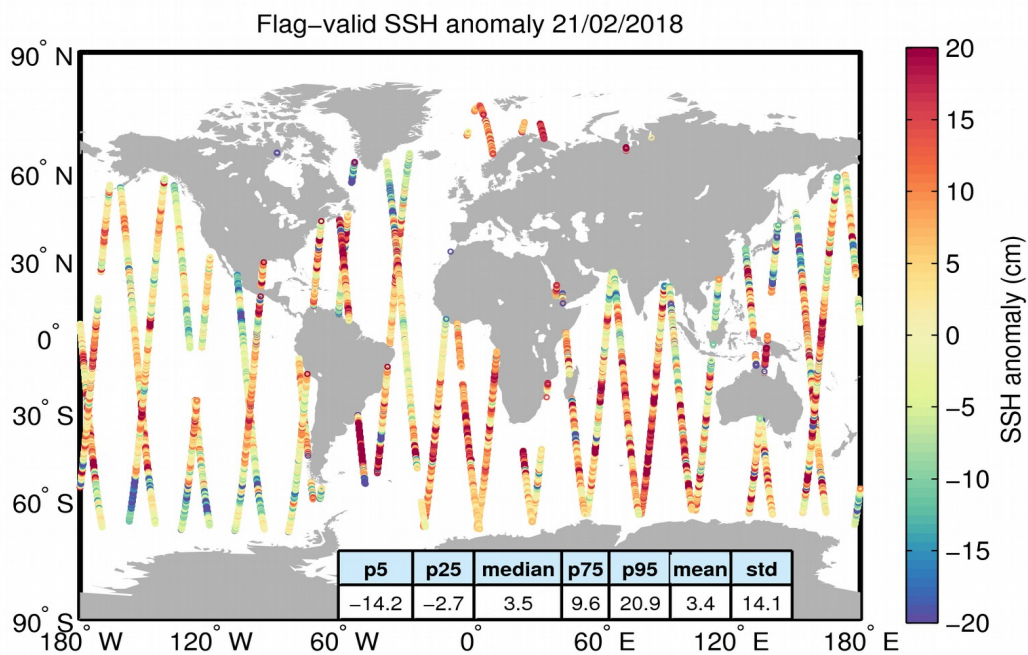 Flag−valid SSH anomaly 21/02/2018
90° N
60° N
30° N
0°
30° S
60° S
90° S
180° W 120° W 60° W 0° 60° E 120° E 180° E
p5 p25 median p75 p95 mean std
−14.2 −2.7 3.5 9.6 20.9 3.4 14.1
20
15
10
5
0
−5
−10
−15
−20
SSH anomaly (cm)